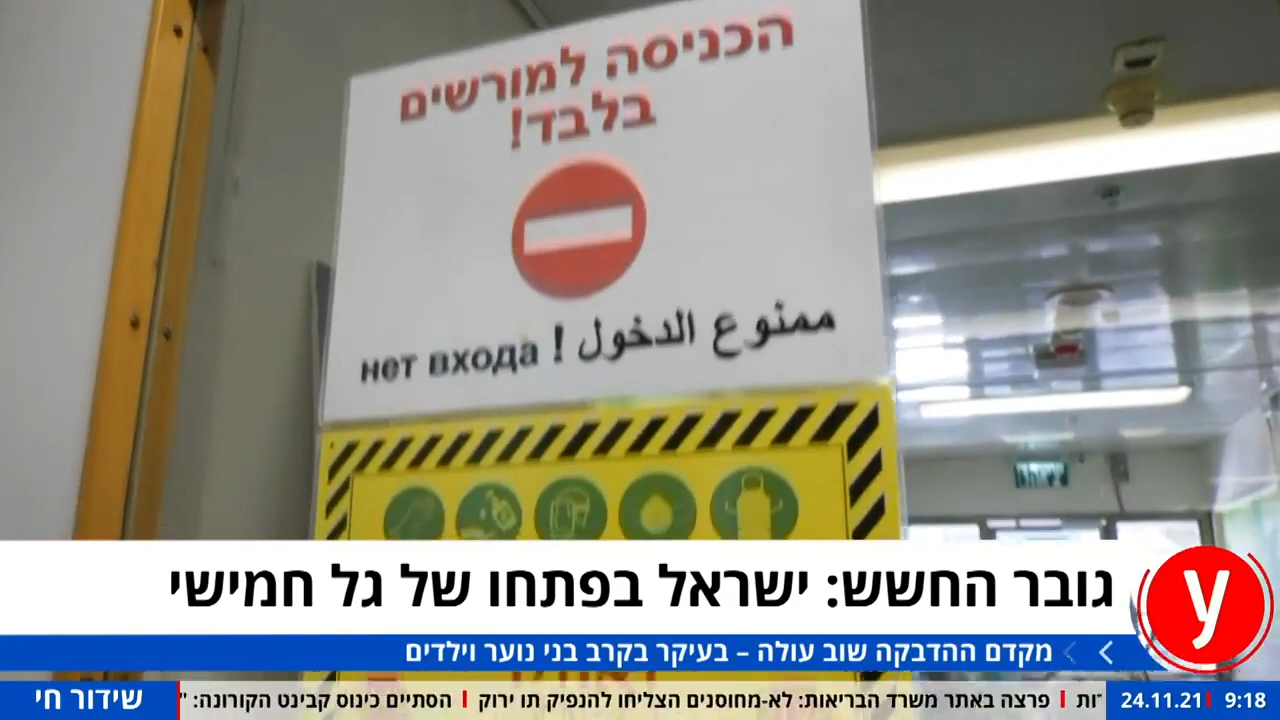 הכניסה למורשים
בלבד!
ممنوع الدخول ! нет входа
גובר החשש: ישראל בפתחו של גל חמישי
y
מקדם ההדבקה שוב עולה – בעיקר בקרב בני נוער וילדים
9:18 24.11.21 פרצה באתר משרד הבריאות: לא-מחוסנים הצליחו להנפיק תו ירוק | הסתיים כינוס קבינט הקורונה: " שידור חי